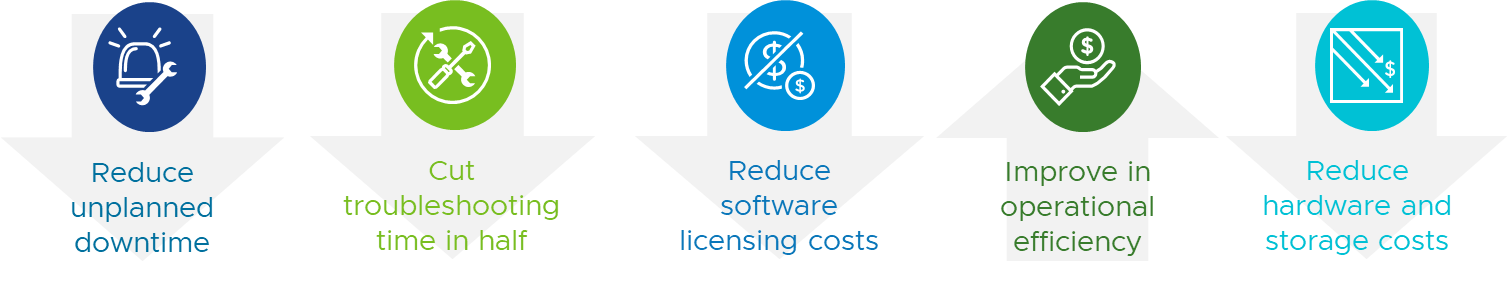 Reduce
unplanned
downtime
Cut
troubleshooting
time in half
Reduce
software
licensing costs
Improve in
operational
efficiency
Reduce
hardware and
storage costs
$
$
$
$